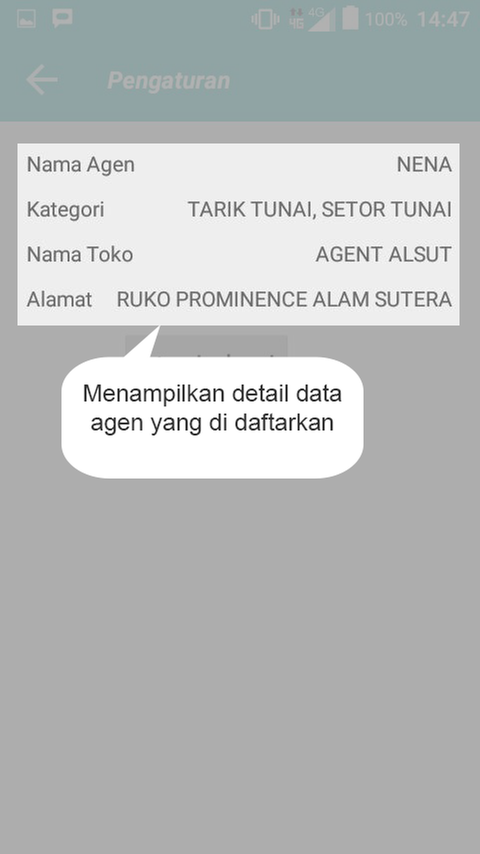 4G 4G 100% 14:47
Pengaturan
Nama Agen NENA
Kategori TARIK TUNAI, SETOR TUNAI
Nama Toko AGENT ALSUT
Alamat RUKO PROMINENCE ALAM SUTERA
Menampilkan detail data
agen yang di daftarkan